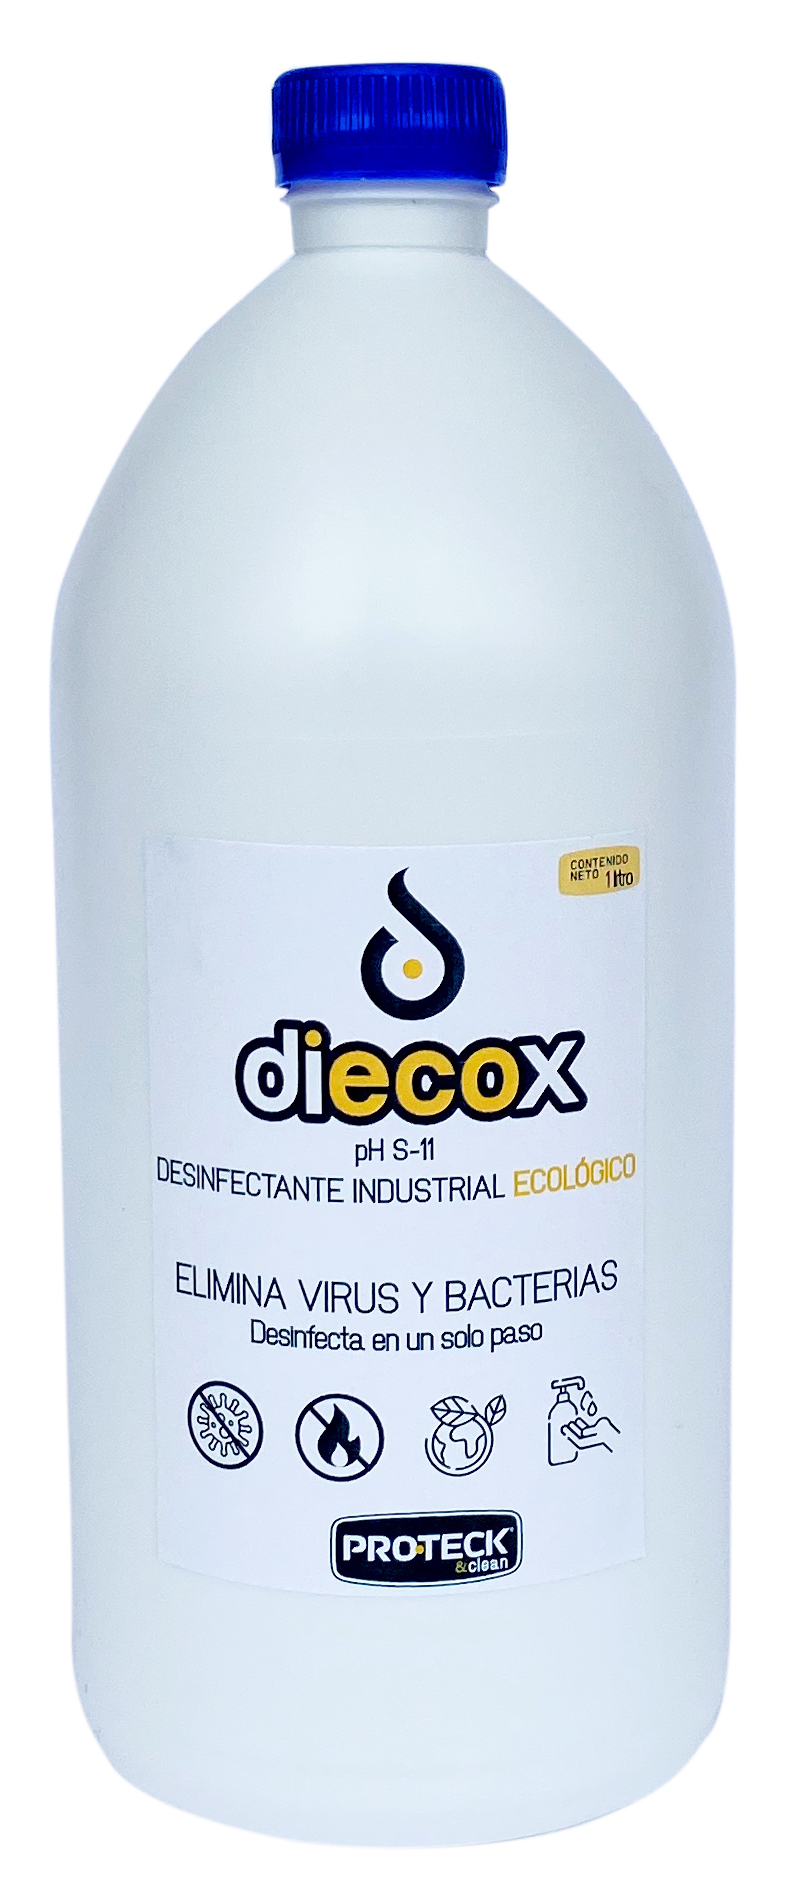 CONTENIDO
NETO 1 litro
diecox
pH S-11
DESINFECTANTE INDUSTRIAL ECOLÓGICO
ELIMINA VIRUS Y BACTERIAS
Desinfecta en un solo paso
PRO·TECK®
&clean